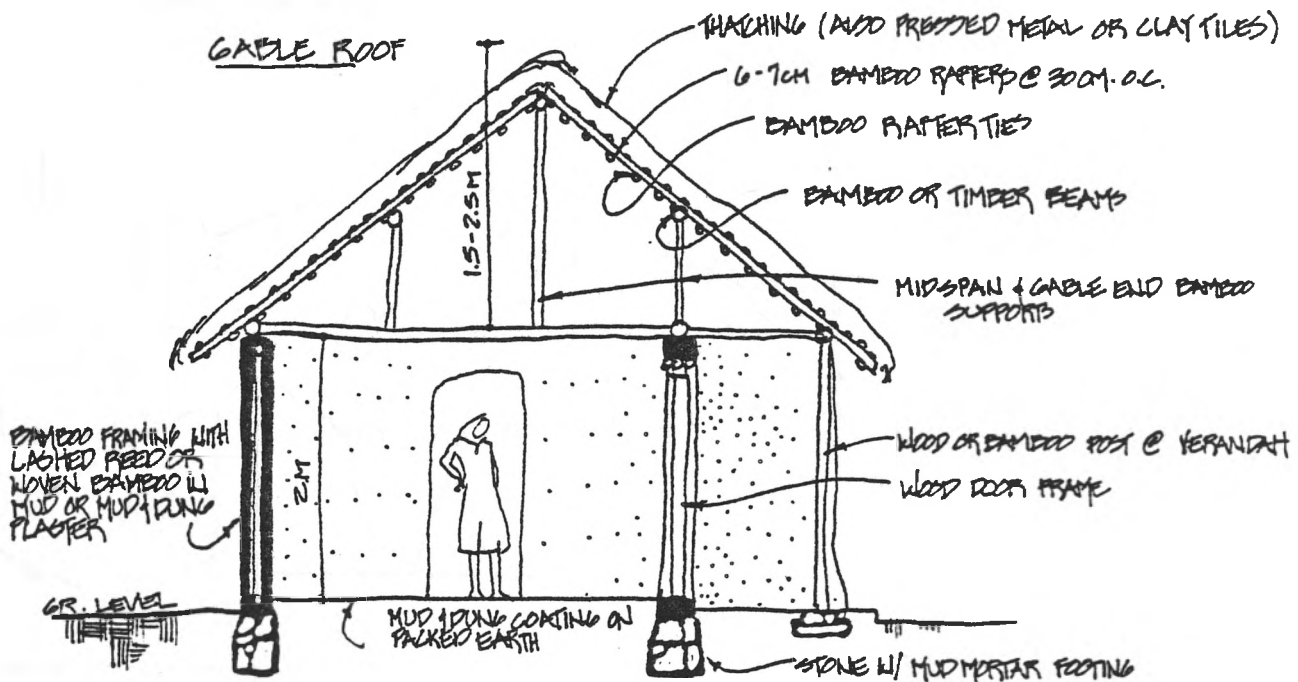 GABLE ROOF
THATCHING (ALSO PRESSED METAL OR CLAY TILES)
6-7CM BAMBOO RAFTERS @ 30CM. O.C.
BAMBOO RAFTER TIES
BAMBOO OR TIMBER BEAMS
1.5-2.5M
MIDSPAN & GABLE END BAMBOO
SUPPORTS
BAMBOO FRAMING WITH
LASHED REED OR
WOVEN BAMBOO IN
MUD OR MUD & DUNG
PLASTER
2M
WOOD OR BAMBOO POST @ VERANDAH
WOOD DOOR FRAME
GR. LEVEL
MUD & DUNG COATING ON
PACKED EARTH
STONE W/ MUD MORTAR FOOTING